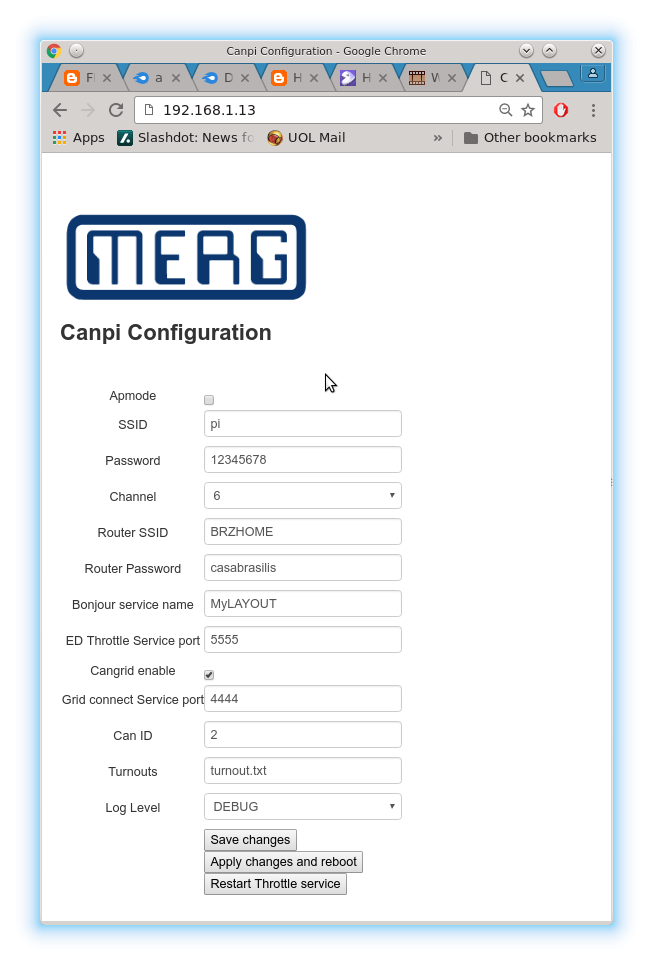 Canpi Configuration - Google Chrome
F a D H H W C
192.168.1.13
Apps Slashdot: News fo UOL Mail » Other bookmarks
MERG
Canpi Configuration
Apmode
SSID pi
Password 12345678
Channel 6
Router SSID BRZHOME
Router Password casabrasilis
Bonjour service name MyLAYOUT
ED Throttle Service port 5555
Cangrid enable
Grid connect Service port 4444
Can ID 2
Turnouts turnout.txt
Log Level DEBUG
Save changes
Apply changes and reboot
Restart Throttle service